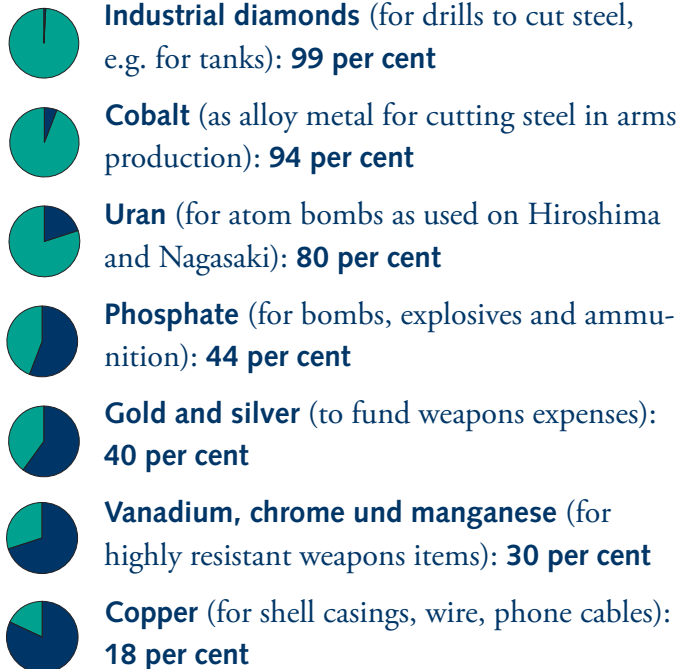 Industrial diamonds (for drills to cut steel,
e.g. for tanks): 99 per cent
Cobalt (as alloy metal for cutting steel in arms
production): 94 per cent
Uran (for atom bombs as used on Hiroshima
and Nagasaki): 80 per cent
Phosphate (for bombs, explosives and ammu-
nition): 44 per cent
Gold and silver (to fund weapons expenses):
40 per cent
Vanadium, chrome und manganese (for
highly resistant weapons items): 30 per cent
Copper (for shell casings, wire, phone cables):
18 per cent